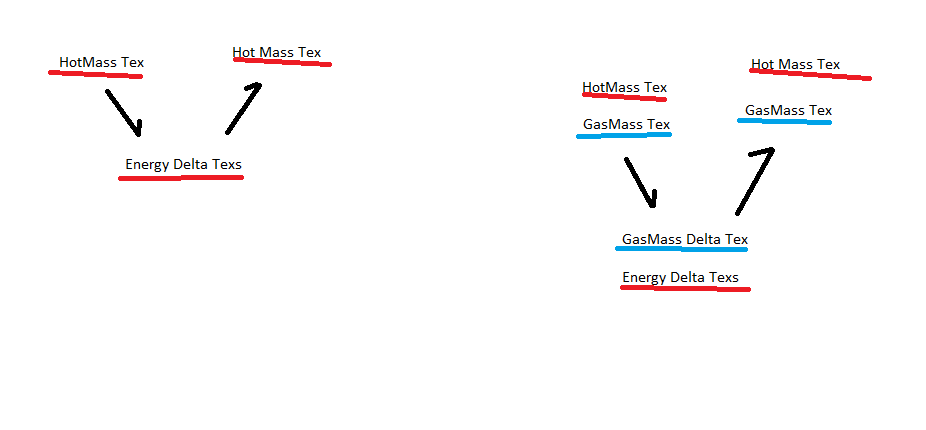 HotMass Tex
Hot Mass Tex
Energy Delta Texs
Hot Mass Tex
HotMass Tex
GasMass Tex
GasMass Tex
GasMass Delta Tex
Energy Delta Texs